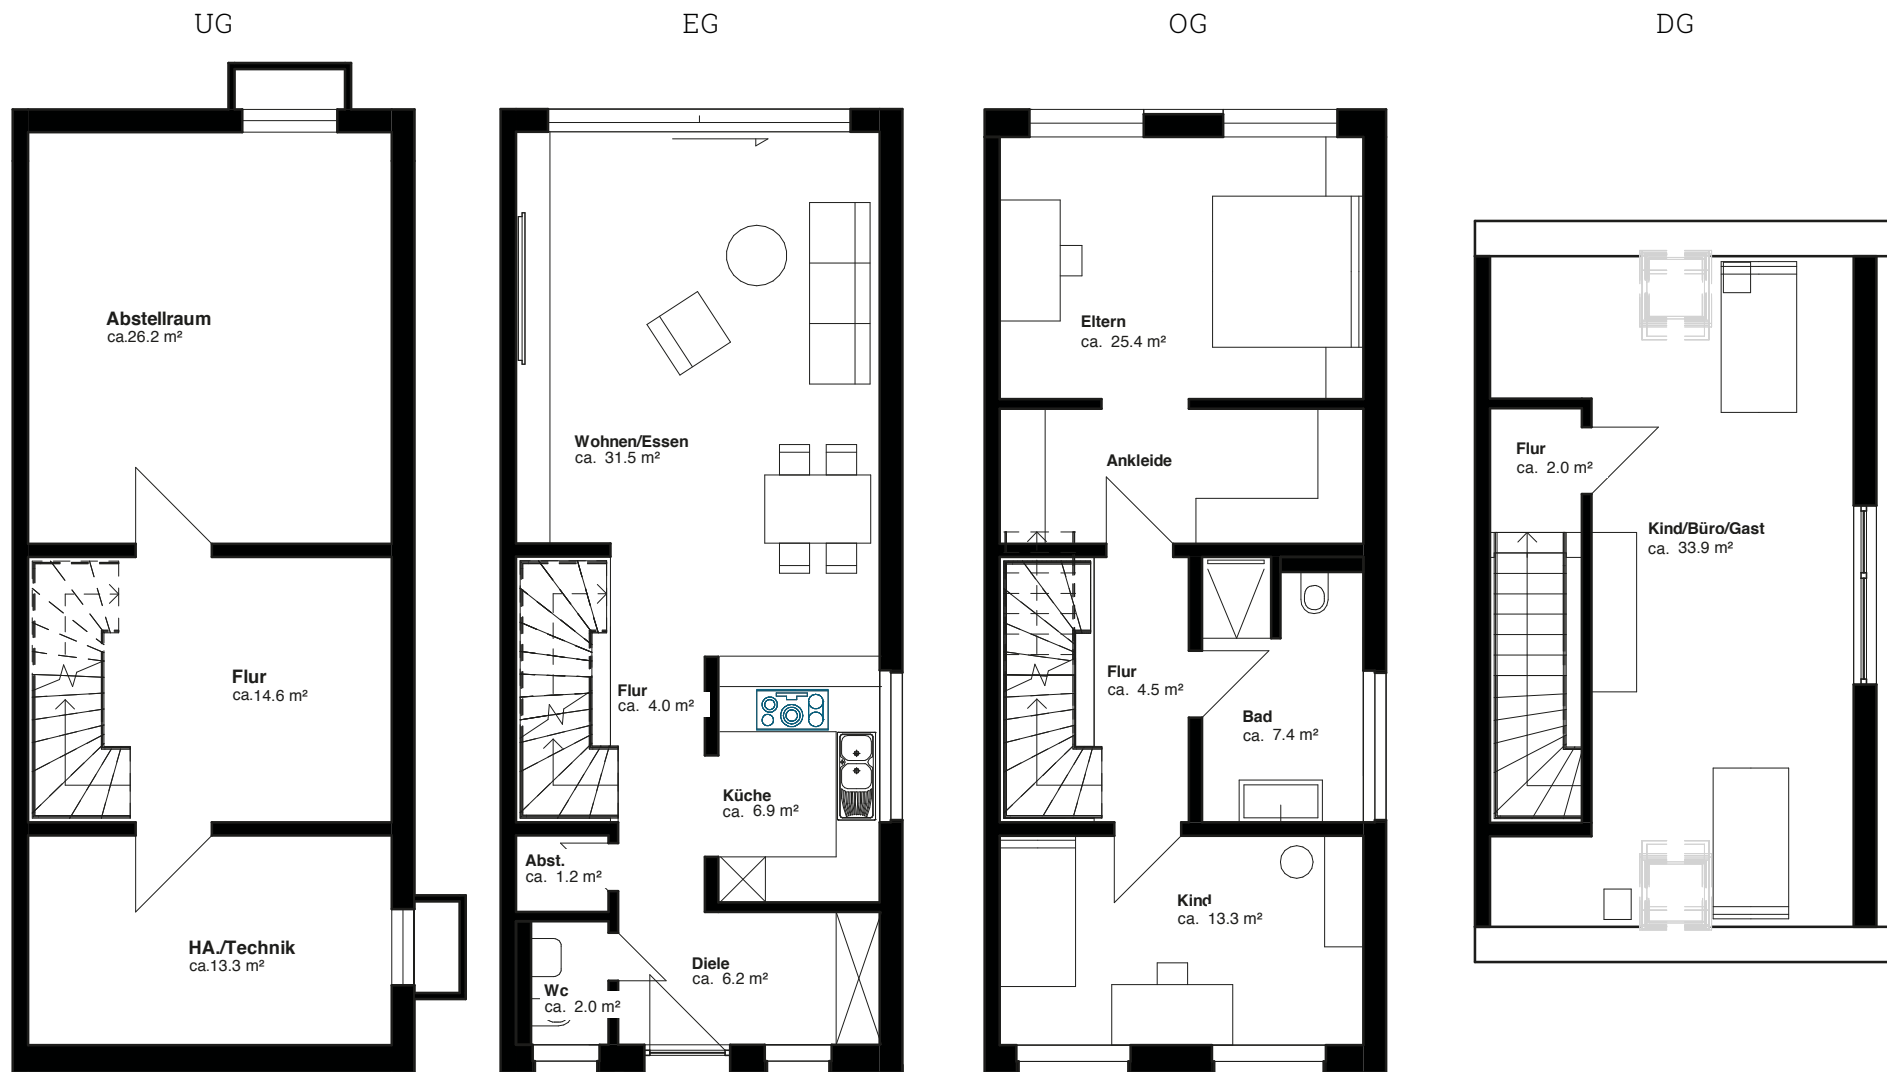 UG
EG
OG
DG
Abstellraum
ca.26.2 m²
Flur
ca.14.6 m²
HA./Technik
ca.13.3 m²
Wohnen/Essen
ca. 31.5 m²
Flur
ca. 4.0 m²
Küche
ca. 6.9 m²
Abst.
ca. 1.2 m²
Diele
ca. 6.2 m²
Wc
ca. 2.0 m²
Eltern
ca. 25.4 m²
Ankleide
Flur
ca. 4.5 m²
Bad
ca. 7.4 m²
Kind
ca. 13.3 m²
Flur
ca. 2.0 m²
Kind/Büro/Gast
ca. 33.9 m²